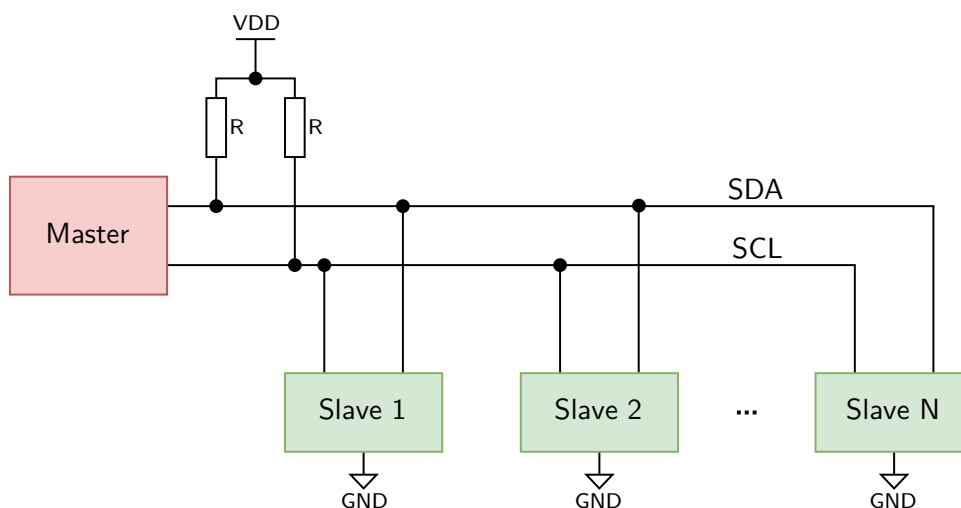 VDD
R
R
Master
SDA
SCL
Slave 1
Slave 2
...
Slave N
GND
GND
GND